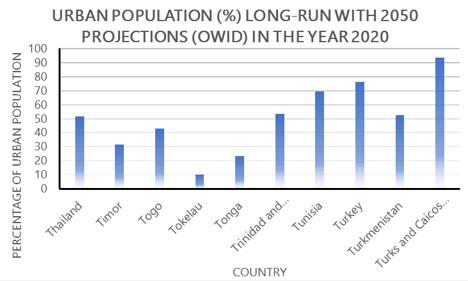 URBAN POPULATION (%) LONG-RUN WITH 2050
PROJECTIONS (OWID) IN THE YEAR 2020
PERCENTAGE OF URBAN POPULATION
100
90
80
70
60
50
40
30
20
10
0
Thailand
Timor
Togo
Tokelau
Tonga
Trinidad and...
Tunisia
Turkey
Turkmenistan
Turks and Caicos...
COUNTRY